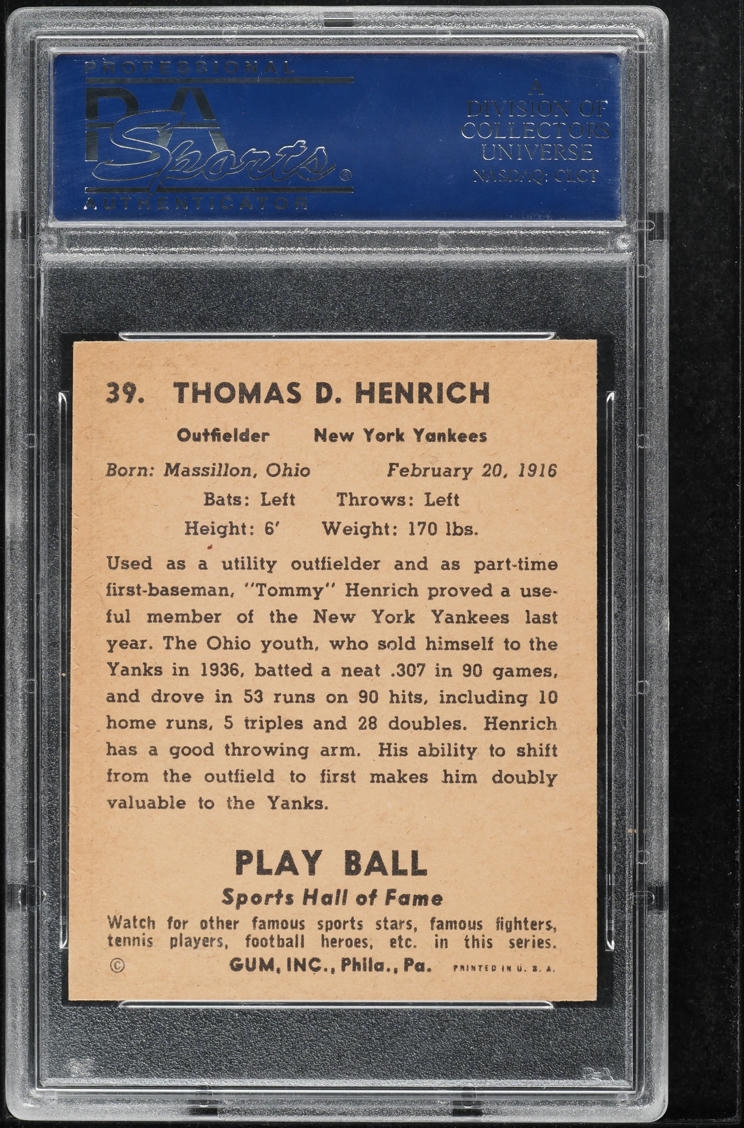 PROFESSIONAL
PSA
Sports ®
AUTHENTICATOR
A
DIVISION OF
COLLECTORS
UNIVERSE
NASDAQ: CLCT
39. THOMAS D. HENRICH
Outfielder New York Yankees
Born: Massillon, Ohio February 20, 1916
Bats: Left Throws: Left
Height: 6' Weight: 170 lbs.
Used as a utility outfielder and as part-time
first-baseman, "Tommy" Henrich proved a use-
ful member of the New York Yankees last
year. The Ohio youth, who sold himself to the
Yanks in 1936, batted a neat .307 in 90 games,
and drove in 53 runs on 90 hits, including 10
home runs, 5 triples and 28 doubles. Henrich
has a good throwing arm. His ability to shift
from the outfield to first makes him doubly
valuable to the Yanks.
PLAY BALL
Sports Hall of Fame
Watch for other famous sports stars, famous fighters,
tennis players, football heroes, etc. in this series.
© GUM, INC., Phila., Pa. PRINTED IN U. S. A.